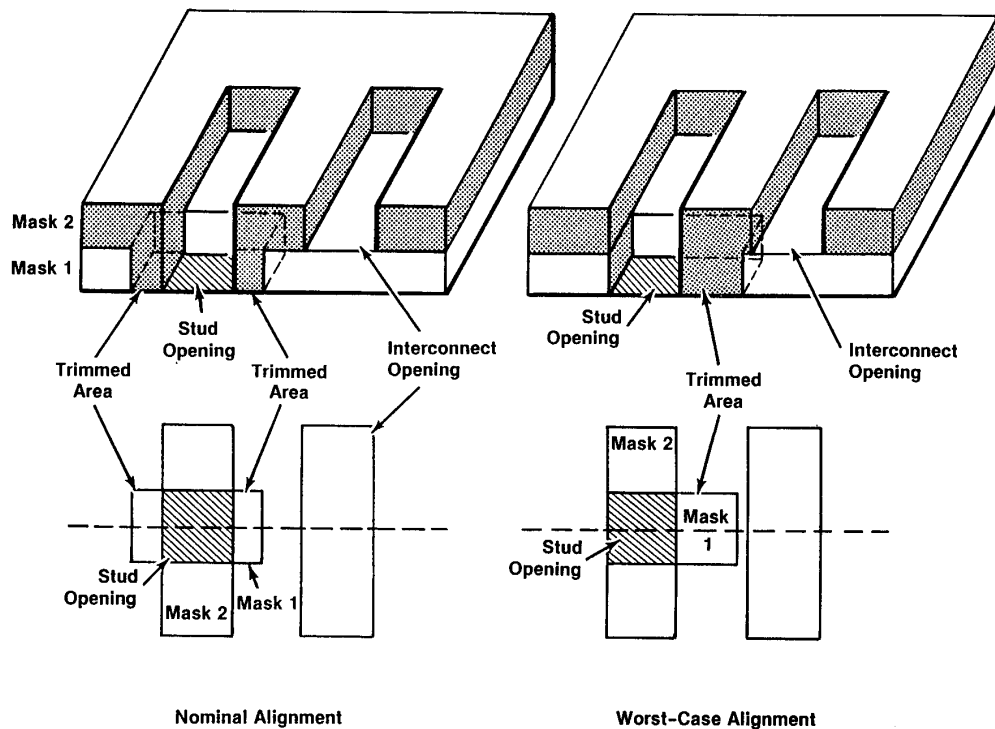 Mask 2
Mask 1
Stud
Opening
Trimmed
Area
Trimmed
Area
Interconnect
Opening
Mask 2
Stud
Opening
Mask 1
Nominal Alignment
Stud
Opening
Interconnect
Opening
Trimmed
Area
Mask 2
Mask
1
Stud
Opening
Worst-Case Alignment